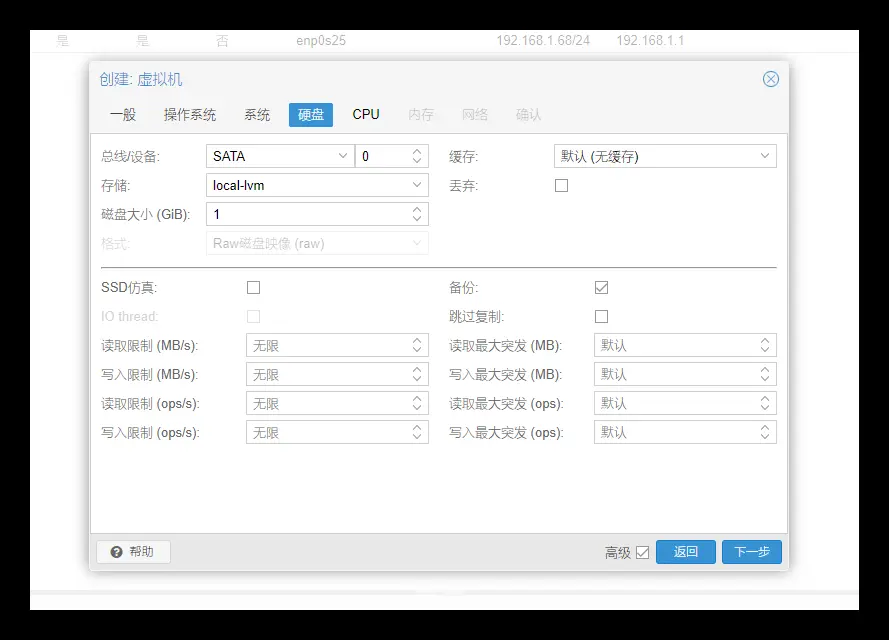 是 是 否 enp0s25 192.168.1.68/24 192.168.1.1
创建: 虚拟机
一般 操作系统 系统 硬盘 CPU 内存 网络 确认
总线/设备: SATA 0 缓存: 默认 (无缓存)
存储: local-lvm 丢弃:
磁盘大小 (GiB): 1
格式: Raw磁盘映像 (raw)
SSD仿真: 备份:
IO thread: 跳过复制:
读取限制 (MB/s): 无限 读取最大突发 (MB): 默认
写入限制 (MB/s): 无限 写入最大突发 (MB): 默认
读取限制 (ops/s): 无限 读取最大突发 (ops): 默认
写入限制 (ops/s): 无限 写入最大突发 (ops): 默认
帮助 高级 返回 下一步